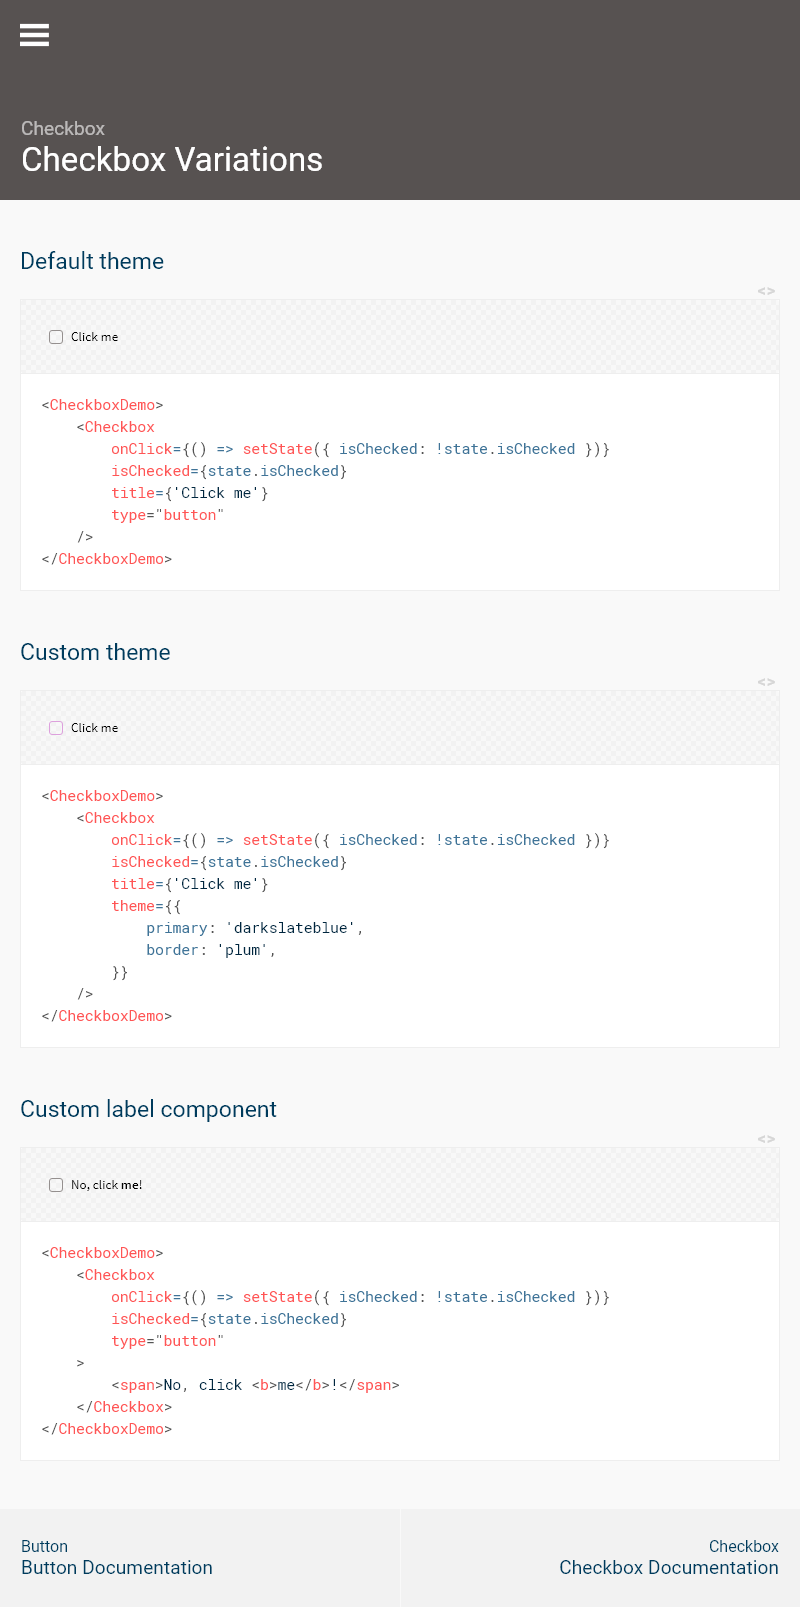 Checkbox
Checkbox Variations
Default theme
<>
Click me
<CheckboxDemo>
    <Checkbox
        onClick={() => setState({ isChecked: !state.isChecked })}
        isChecked={state.isChecked}
        title={'Click me'}
        type="button"
    />
</CheckboxDemo>
Custom theme
<>
Click me
<CheckboxDemo>
    <Checkbox
        onClick={() => setState({ isChecked: !state.isChecked })}
        isChecked={state.isChecked}
        title={'Click me'}
        theme={{
            primary: 'darkslateblue',
            border: 'plum',
        }}
    />
</CheckboxDemo>
Custom label component
<>
No, click me!
<CheckboxDemo>
    <Checkbox
        onClick={() => setState({ isChecked: !state.isChecked })}
        isChecked={state.isChecked}
        type="button"
    >
        <span>No, click <b>me</b>!</span>
    </Checkbox>
</CheckboxDemo>
Button
Button Documentation
Checkbox
Checkbox Documentation